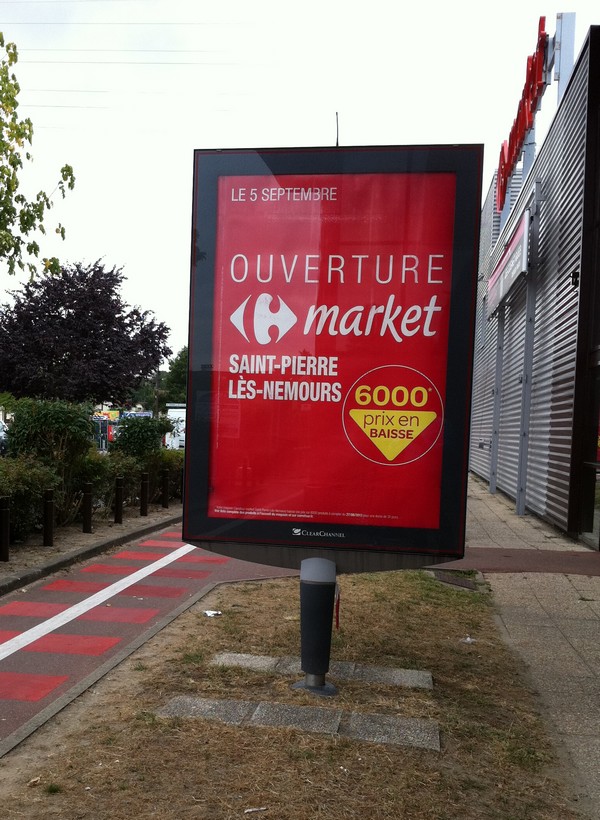 LE 5 SEPTEMBRE
OUVERTURE
market
SAINT-PIERRE
LÈS-NEMOURS
6000*
prix en
BAISSE
CLEARCHANNEL